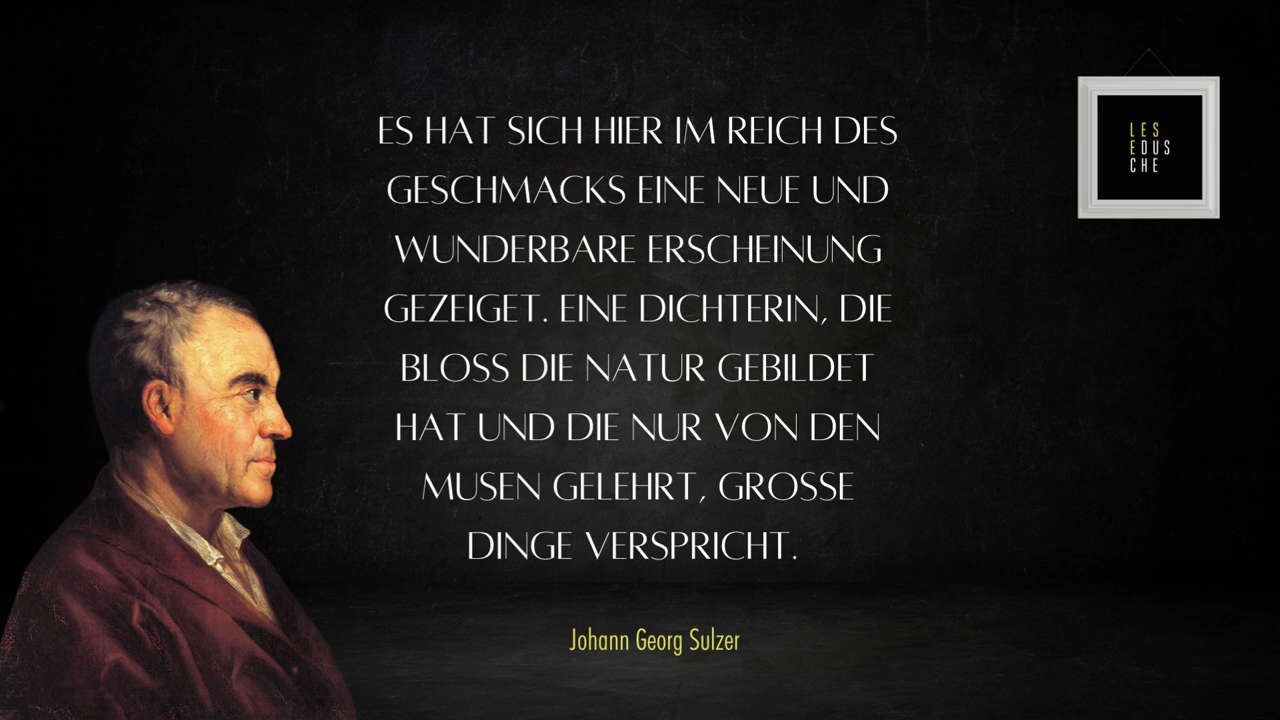 ES HAT SICH HIER IM REICH DES
GESCHMACKS EINE NEUE UND
WUNDERBARE ERSCHEINUNG
GEZEIGET. EINE DICHTERIN, DIE
BLOSS DIE NATUR GEBILDET
HAT UND DIE NUR VON DEN
MUSEN GELEHRT, GROSSE
DINGE VERSPRICHT.
Johann Georg Sulzer
LES
EDUS
CHE